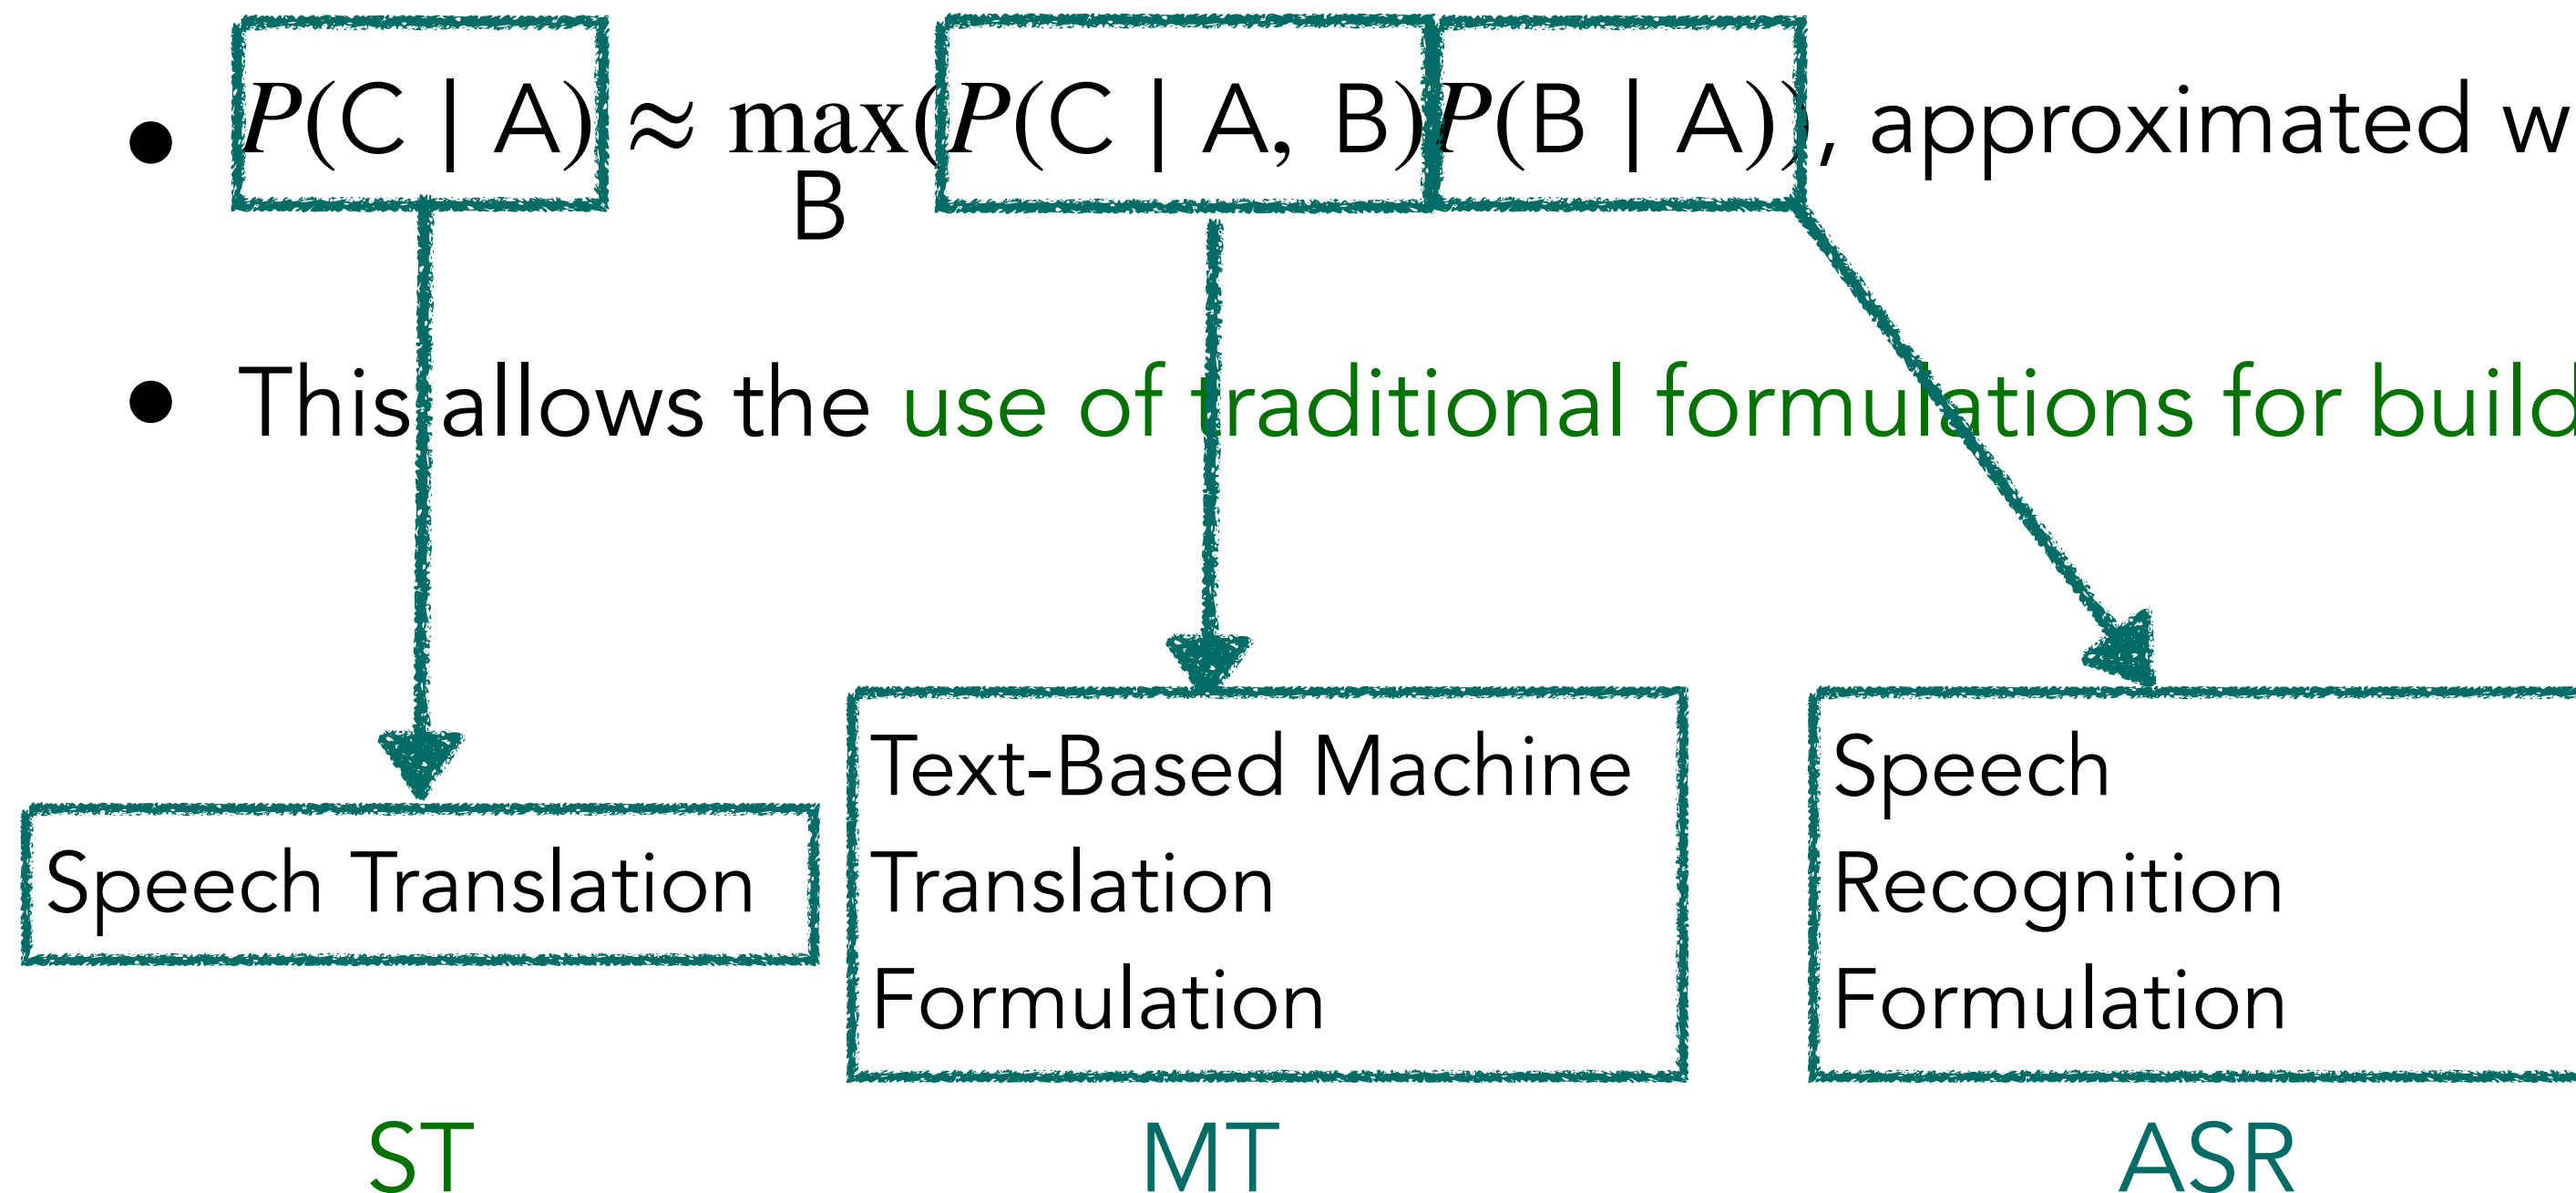 • P(C | A) ≈ max(P(C | A, B)P(B | A)), approximated w
B
• This allows the use of traditional formulations for build
Speech Translation
Text-Based Machine
Translation
Formulation
Speech
Recognition
Formulation
ST
MT
ASR